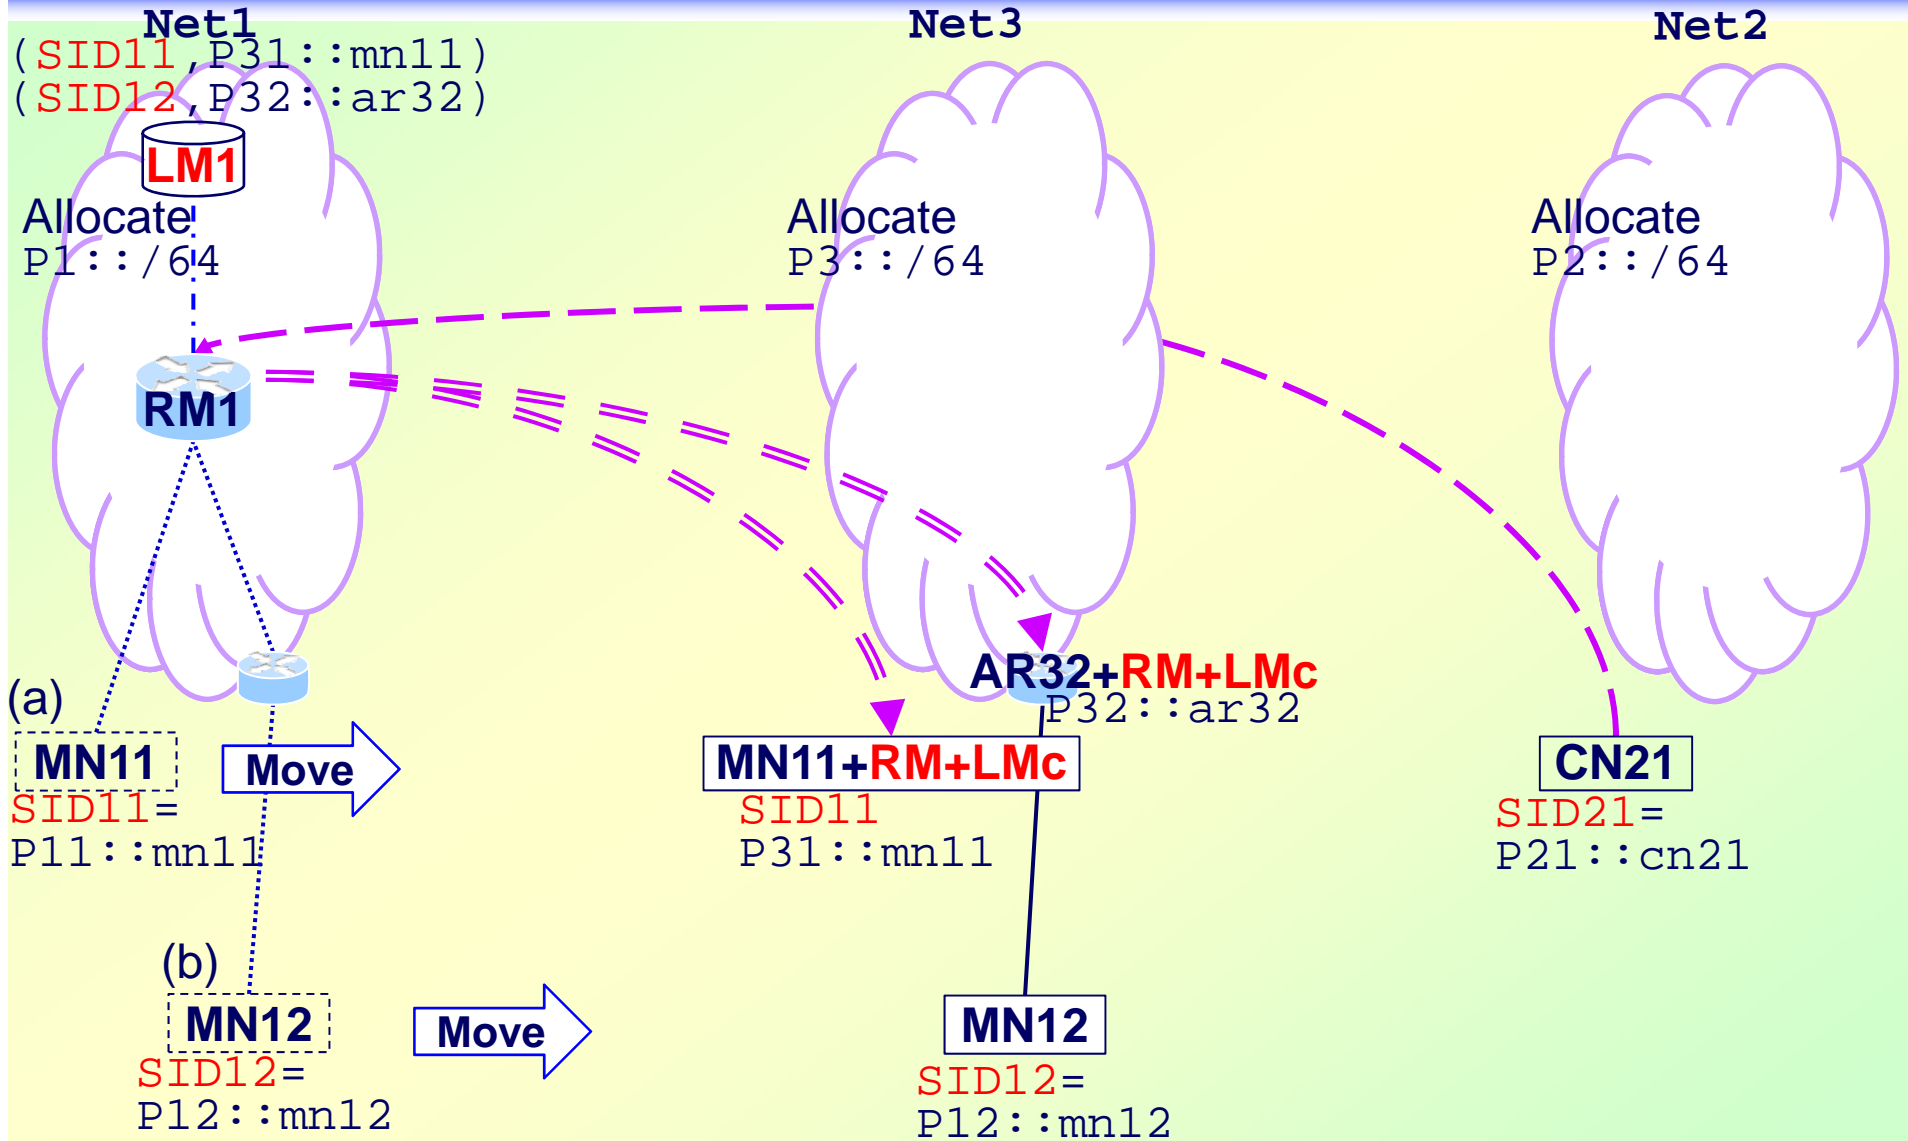 Net1
Net3
Net2
(SID11,P31::mn11)
(SID12,P32::ar32)
LM1
Allocate
P1::/64
Allocate
P3::/64
Allocate
P2::/64
RM1
AR32+RM+LMc
P32::ar32
(a)
MN11
Move
SID11=
P11::mn11
MN11+RM+LMc
SID11
P31::mn11
CN21
SID21=
P21::cn21
(b)
MN12
Move
SID12=
P12::mn12
MN12
SID12=
P12::mn12